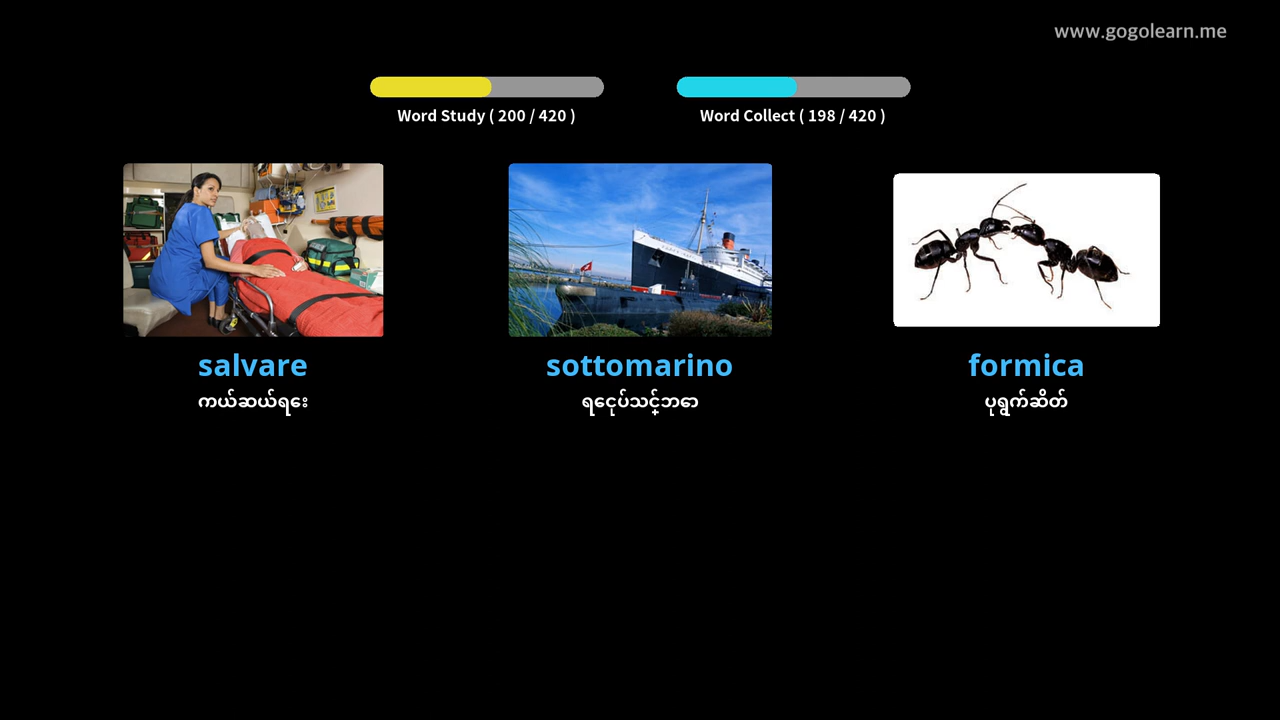 www.gogolearn.me
Word Study ( 200 / 420 )
Word Collect ( 198 / 420 )
salvare
sottomarino
formica
ကယ်ဆယ်ရေး
ရေငုပ်သင်္ဘော
ပုရွက်ဆိတ်